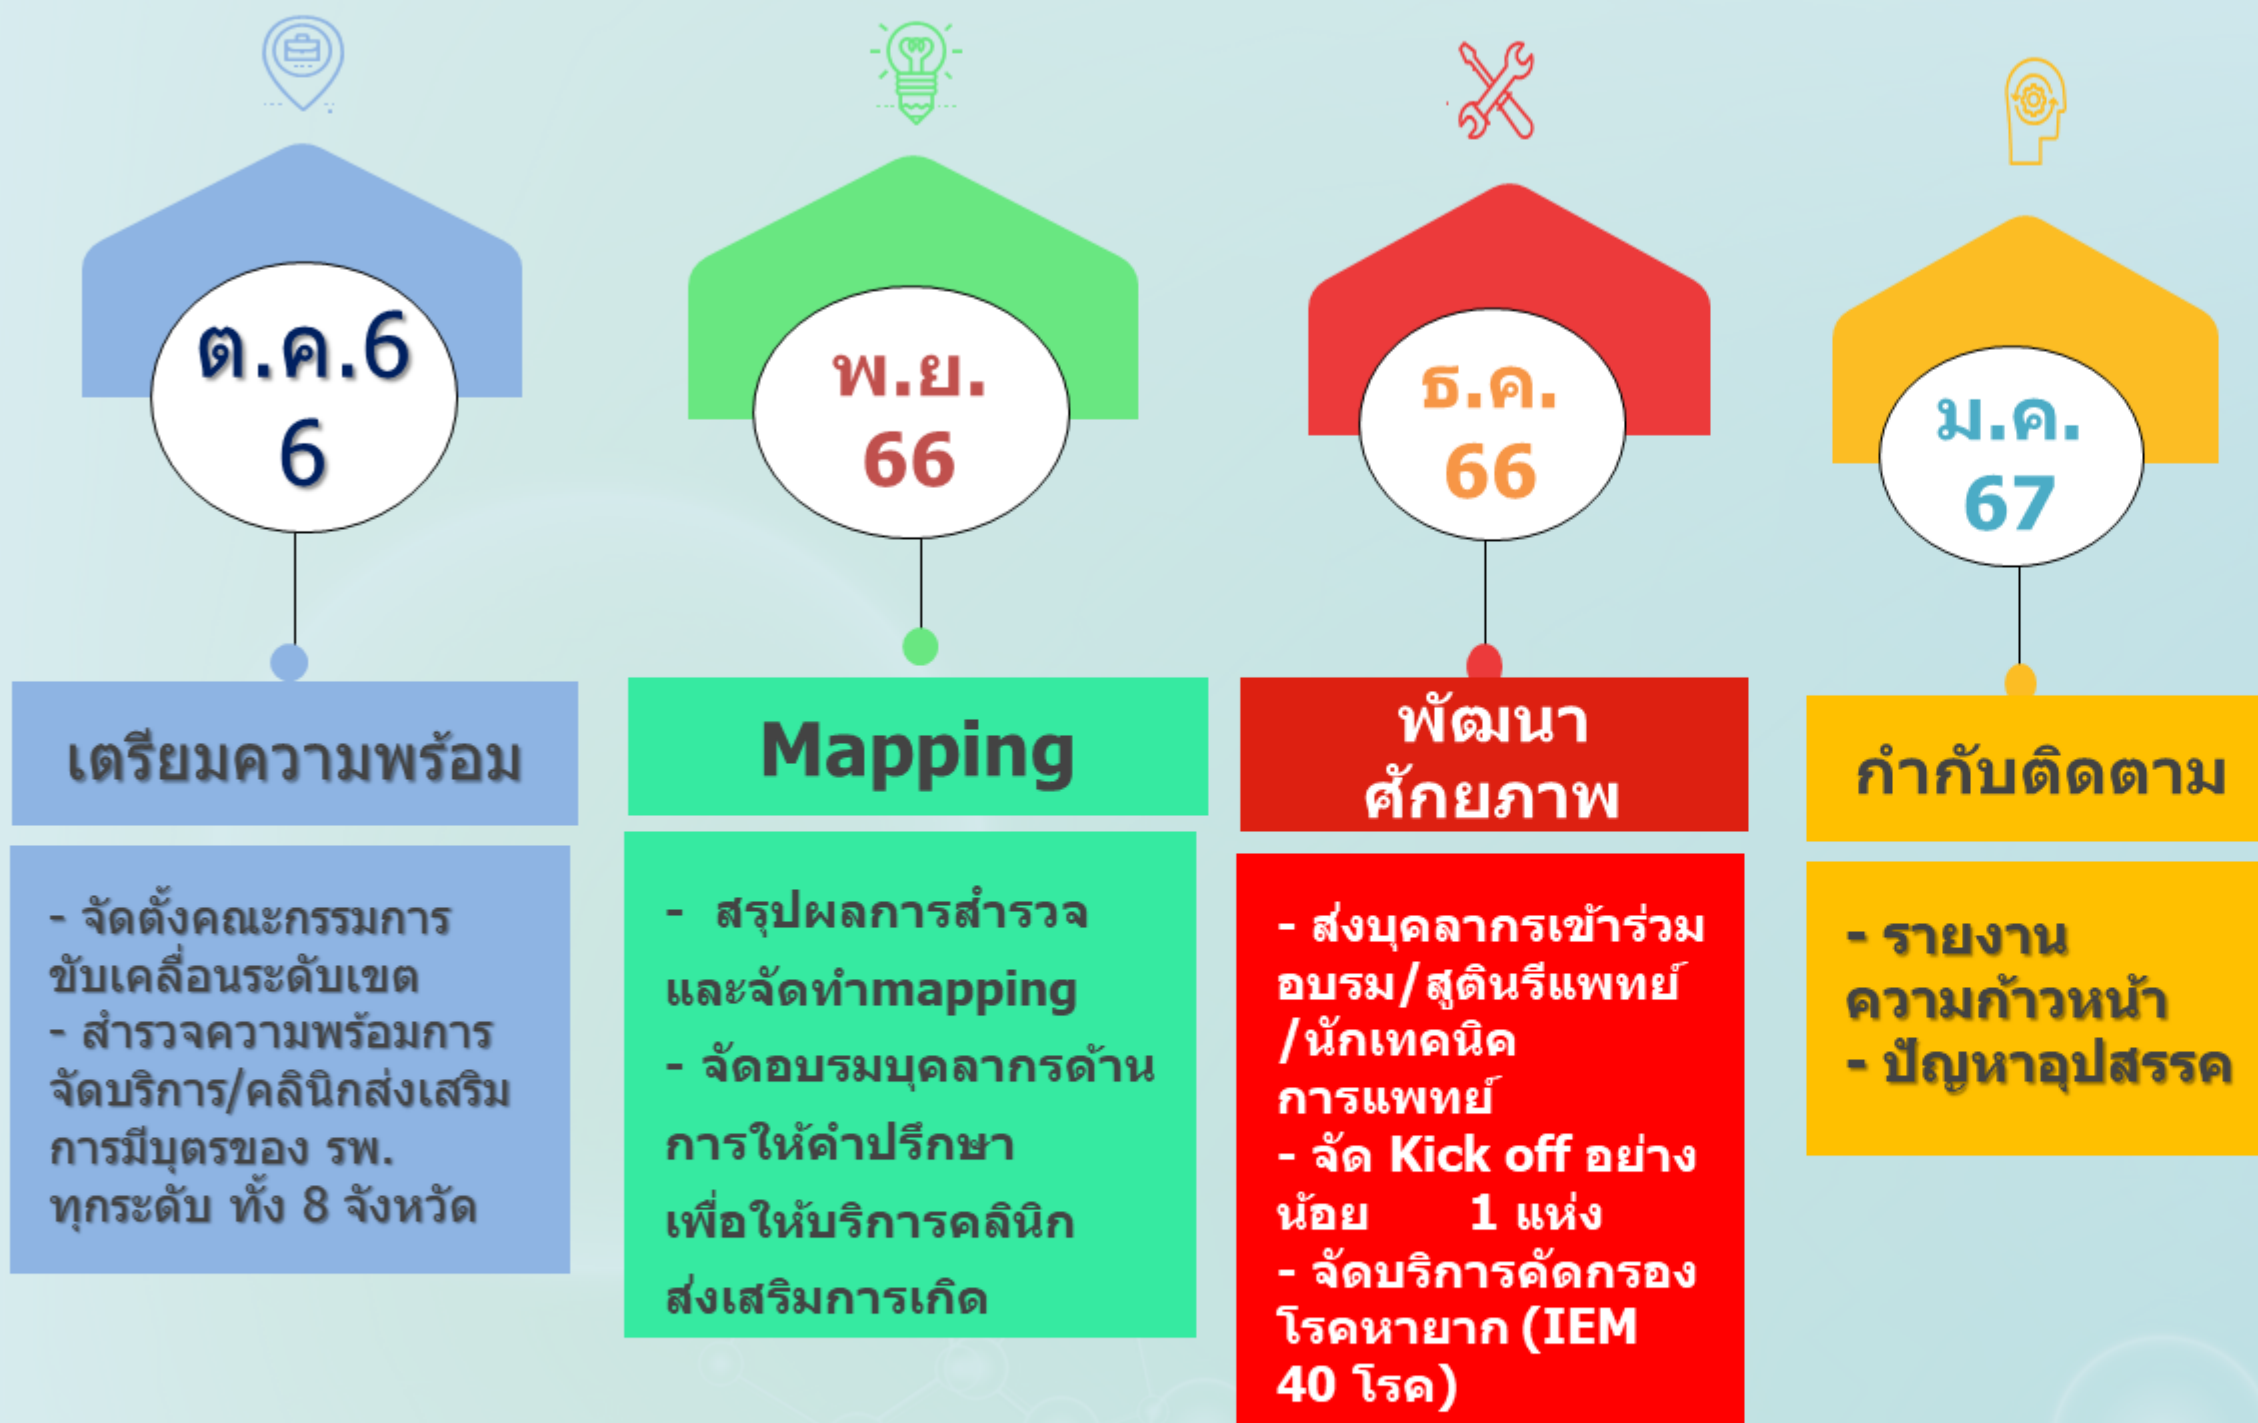 ต.ค.6
6
เตรียมความพร้อม
- จัดตั้งคณะกรรมการ
ขับเคลื่อนระดับเขต
- สำรวจความพร้อมการ
จัดบริการ/คลินิกส่งเสริม
การมีบุตรของ รพ.
ทุกระดับ ทั้ง 8 จังหวัด
พ.ย.
66
Mapping
- สรุปผลการสำรวจ
และจัดทำmapping
- จัดอบรมบุคลากรด้าน
การให้คำปรึกษา
เพื่อให้บริการคลินิก
ส่งเสริมการเกิด
ธ.ค.
66
พัฒนา
ศักยภาพ
- ส่งบุคลากรเข้าร่วม
อบรม/สูตินรีแพทย์
/นักเทคนิค
การแพทย์
- จัด Kick off อย่าง
น้อย 1 แห่ง
- จัดบริการคัดกรอง
โรคหายาก (IEM
40 โรค)
ม.ค.
67
กำกับติดตาม
- รายงาน
ความก้าวหน้า
- ปัญหาอุปสรรค